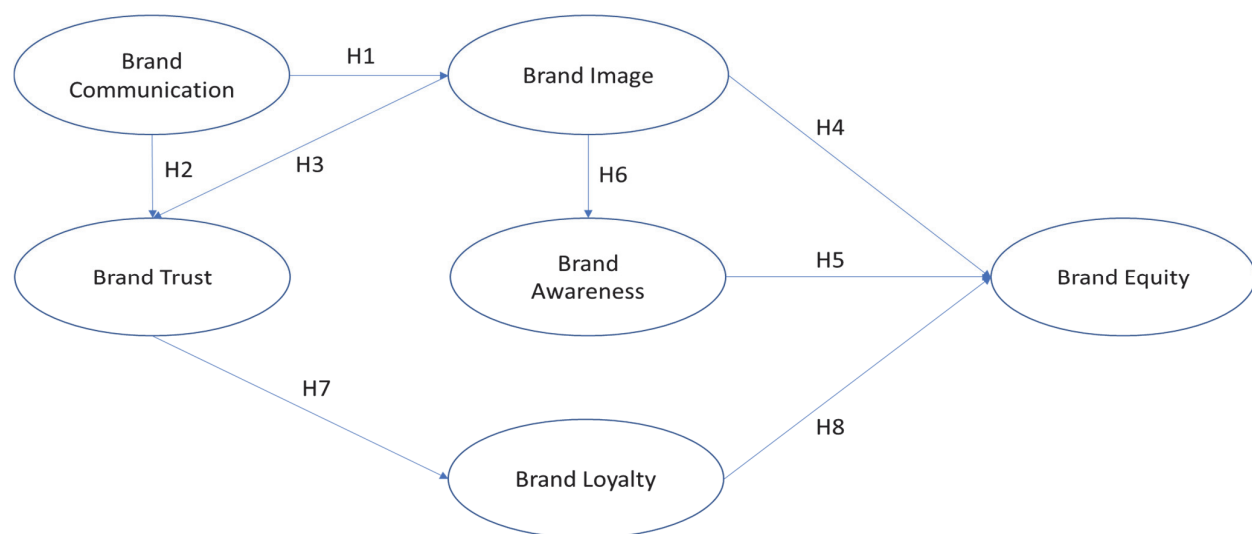 Brand
Communication
H1
Brand Image
H2
H3
H4
H6
Brand Trust
Brand
Awareness
H5
Brand Equity
H7
H8
Brand Loyalty